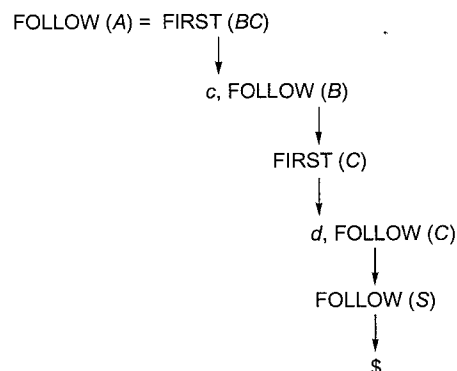 FOLLOW (A) = FIRST (BC)
c, FOLLOW (B)
FIRST (C)
d, FOLLOW (C)
FOLLOW (S)
$